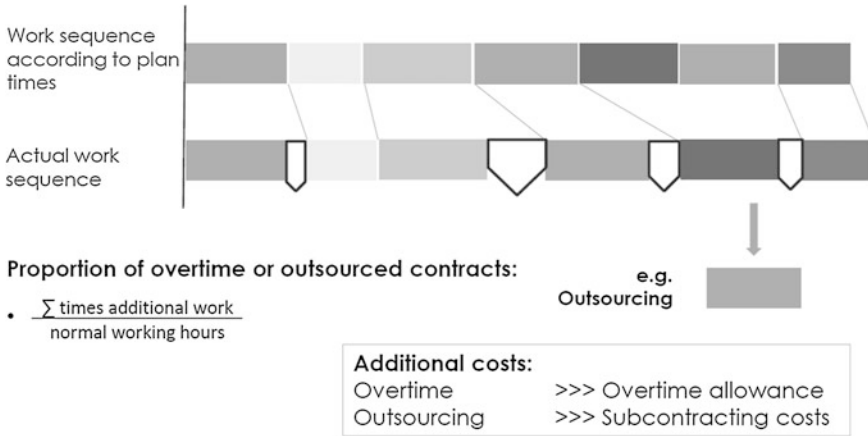 Work sequence
according to plan
times
Actual work
sequence
Proportion of overtime or outsourced contracts:
• ∑ times additional work
normal working hours
e.g.
Outsourcing
Additional costs:
Overtime >>> Overtime allowance
Outsourcing >>> Subcontracting costs